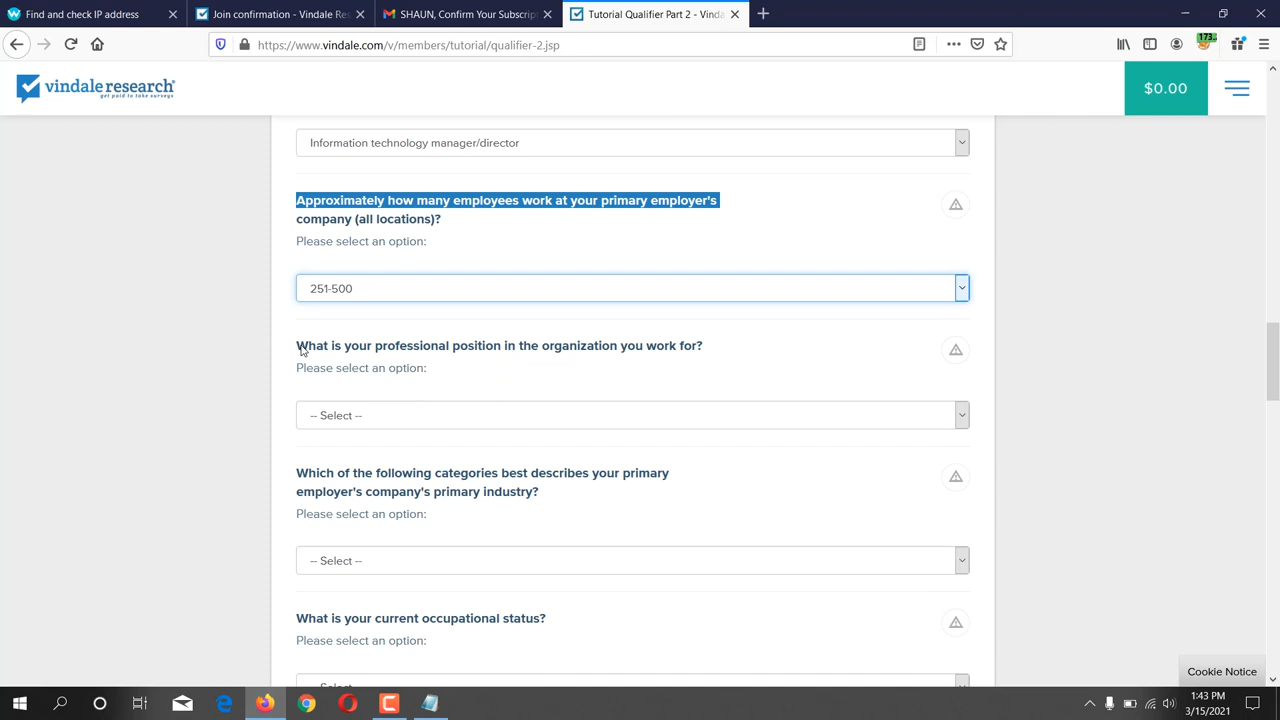 Find and check IP address
Join confirmation - Vindale Res
SHAUN, Confirm Your Subscript
Tutorial Qualifier Part 2 - Vinda
https://www.vindale.com/v/members/tutorial/qualifier-2.jsp
173
vindale research
get paid to take surveys
$0.00
Information technology manager/director
Approximately how many employees work at your primary employer's
company (all locations)?
Please select an option:
251-500
What is your professional position in the organization you work for?
Please select an option:
-- Select --
Which of the following categories best describes your primary
employer's company's primary industry?
Please select an option:
-- Select --
What is your current occupational status?
Please select an option:
-- Select --
Cookie Notice
1:43 PM
3/15/2021